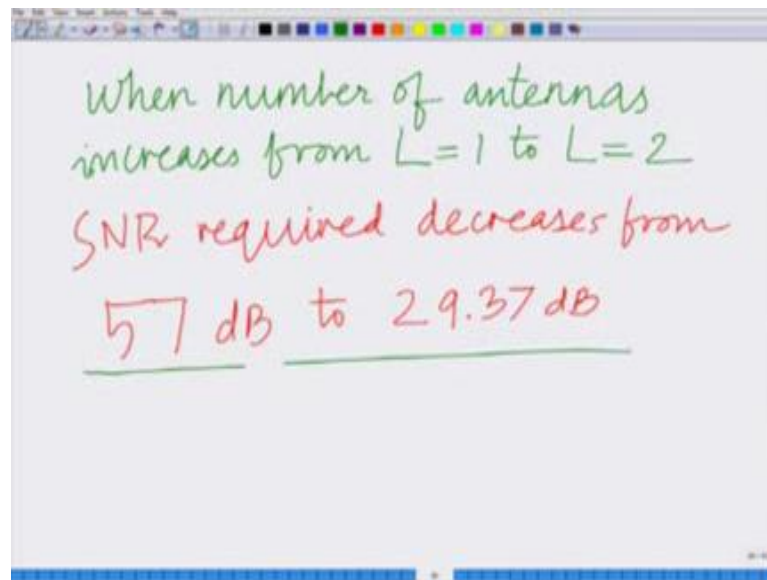 When number of antennas
increases from L = 1 to L = 2
SNR required decreases from
57 dB to 29.37 dB